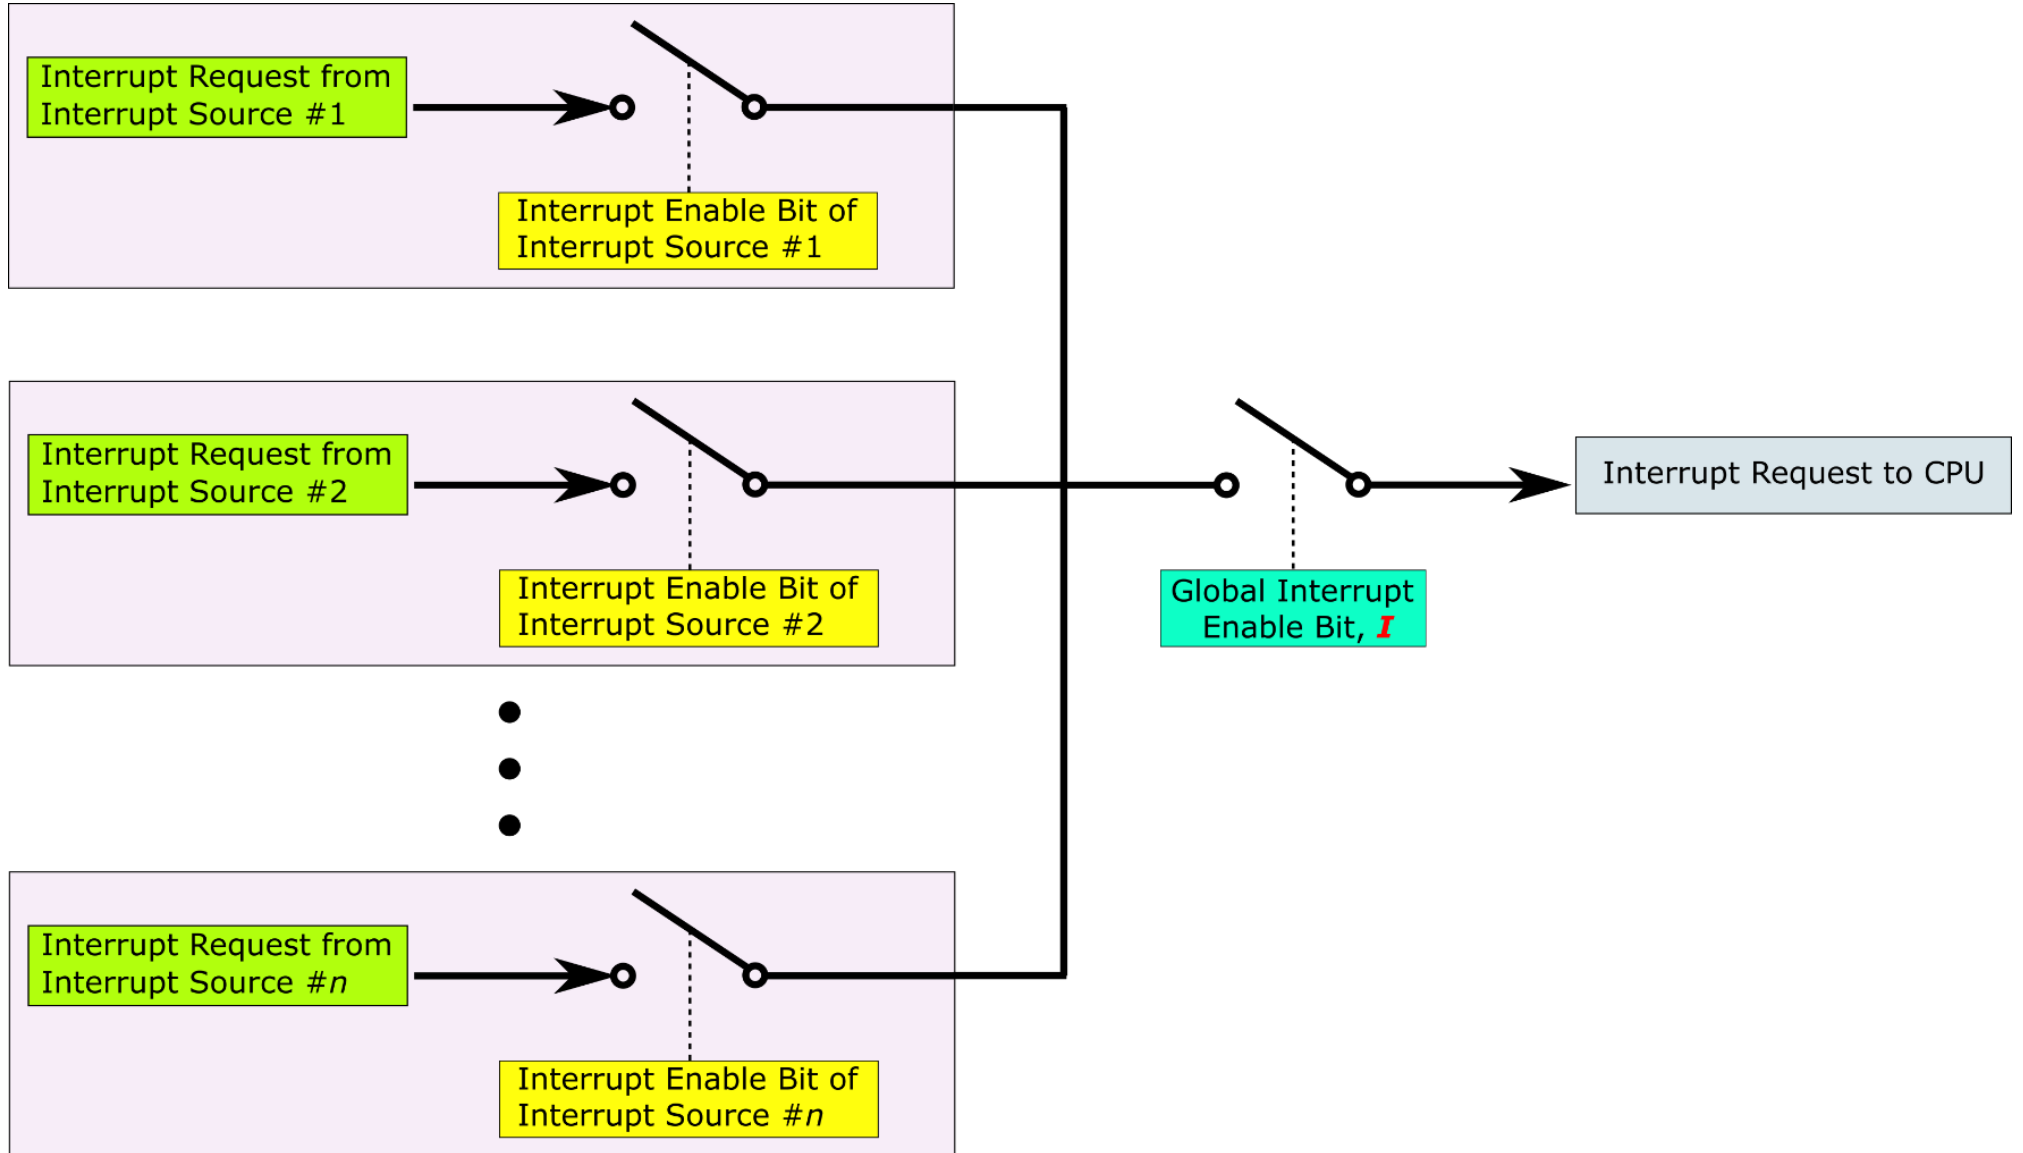 Interrupt Request from
Interrupt Source #1
Interrupt Enable Bit of
Interrupt Source #1
Interrupt Request from
Interrupt Source #2
Interrupt Enable Bit of
Interrupt Source #2
Interrupt Request to CPU
Global Interrupt
Enable Bit, I
Interrupt Request from
Interrupt Source #n
Interrupt Enable Bit of
Interrupt Source #n